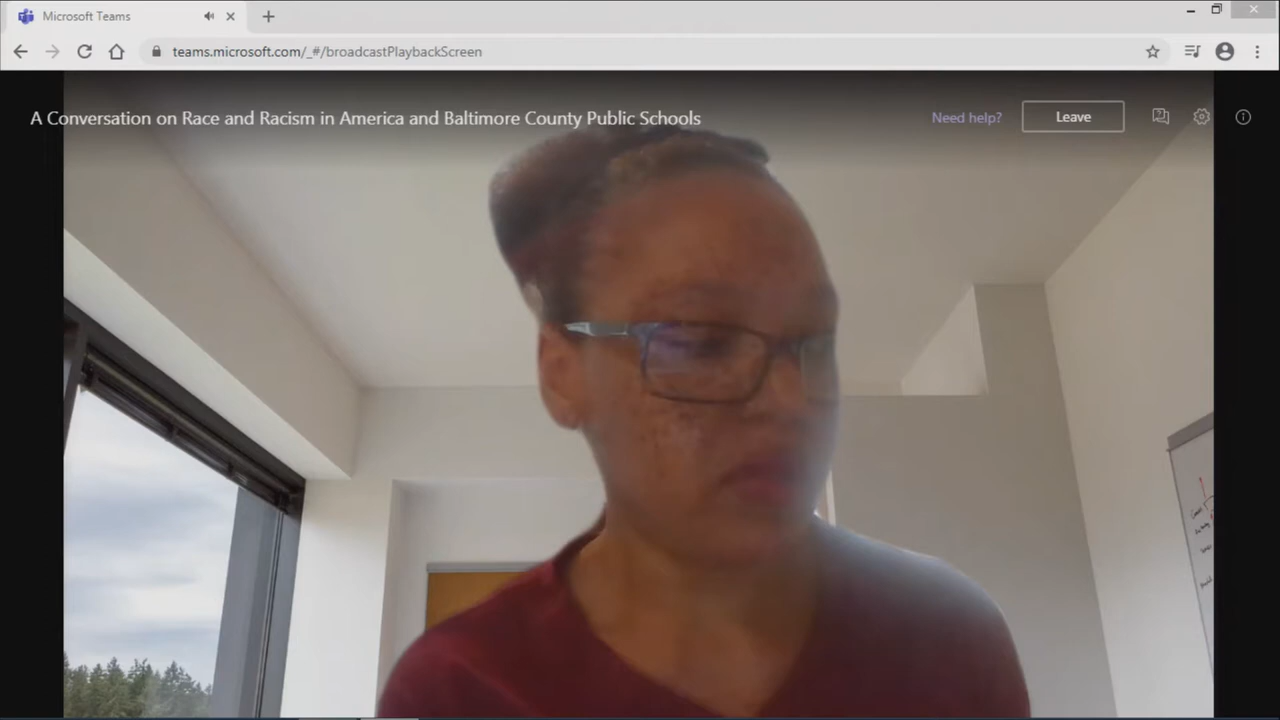 Microsoft Teams
teams.microsoft.com/_#/broadcastPlaybackScreen
A Conversation on Race and Racism in America and Baltimore County Public Schools
Need help?
Leave